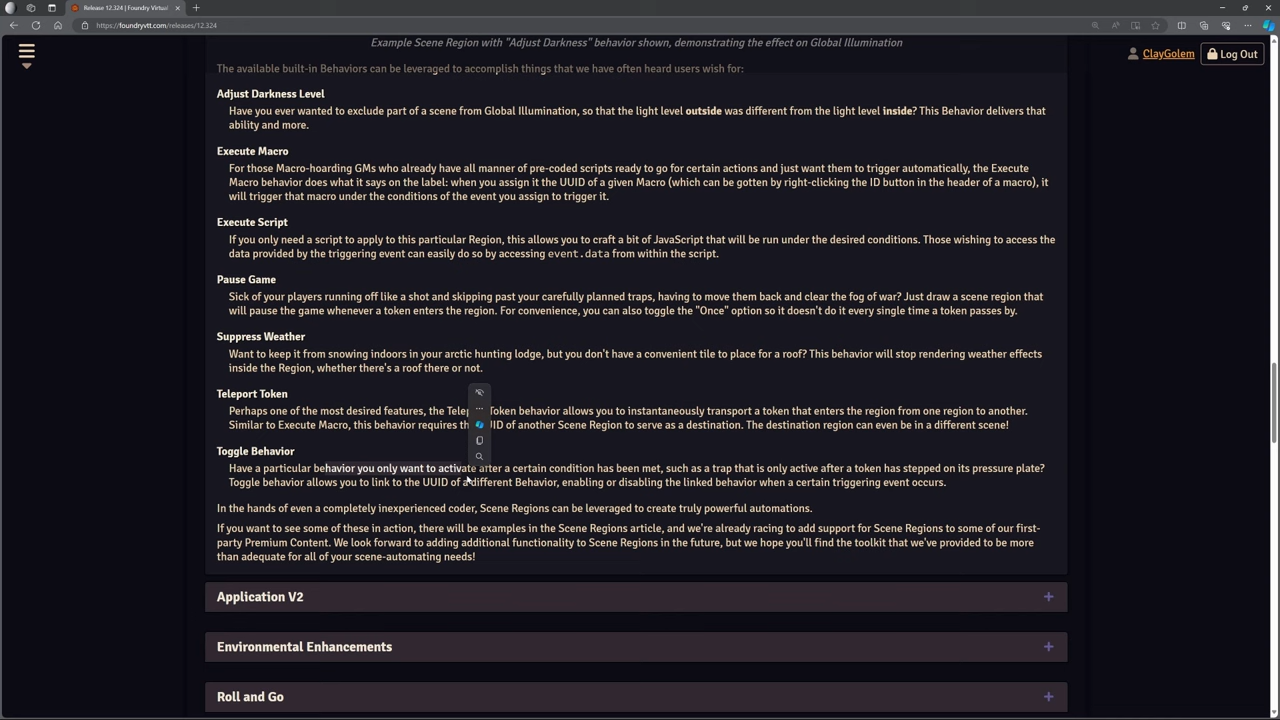 Release 12.324 | Foundry Virtual
https://foundryvtt.com/releases/12.324
ClayGolem
Log Out
Example Scene Region with "Adjust Darkness" behavior shown, demonstrating the effect on Global Illumination
The available built-in Behaviors can be leveraged to accomplish things that we have often heard users wish for:
Adjust Darkness Level
Have you ever wanted to exclude part of a scene from Global Illumination, so that the light level outside was different from the light level inside? This Behavior delivers that
ability and more.
Execute Macro
For those Macro-hoarding GMs who already have all manner of pre-coded scripts ready to go for certain actions and just want them to trigger automatically, the Execute
Macro behavior does what it says on the label: when you assign it the UUID of a given Macro (which can be gotten by right-clicking the ID button in the header of a macro), it
will trigger that macro under the conditions of the event you assign to trigger it.
Execute Script
If you only need a script to apply to this particular Region, this allows you to craft a bit of JavaScript that will be run under the desired conditions. Those wishing to access the
data provided by the triggering event can easily do so by accessing event.data from within the script.
Pause Game
Sick of your players running off like a shot and skipping past your carefully planned traps, having to move them back and clear the fog of war? Just draw a scene region that
will pause the game whenever a token enters the region. For convenience, you can also toggle the "Once" option so it doesn't do it every single time a token passes by.
Suppress Weather
Want to keep it from snowing indoors in your arctic hunting lodge, but you don't have a convenient tile to place for a roof? This behavior will stop rendering weather effects
inside the Region, whether there's a roof there or not.
Teleport Token
Perhaps one of the most desired features, the Telep Token behavior allows you to instantaneously transport a token that enters the region from one region to another.
Similar to Execute Macro, this behavior requires th UID of another Scene Region to serve as a destination. The destination region can even be in a different scene!
Toggle Behavior
Have a particular behavior you only want to activate after a certain condition has been met, such as a trap that is only active after a token has stepped on its pressure plate?
Toggle behavior allows you to link to the UUID of a different Behavior, enabling or disabling the linked behavior when a certain triggering event occurs.
In the hands of even a completely inexperienced coder, Scene Regions can be leveraged to create truly powerful automations.
If you want to see some of these in action, there will be examples in the Scene Regions article, and we're already racing to add support for Scene Regions to some of our first-
party Premium Content. We look forward to adding additional functionality to Scene Regions in the future, but we hope you'll find the toolkit that we've provided to be more
than adequate for all of your scene-automating needs!
Application V2
Environmental Enhancements
Roll and Go